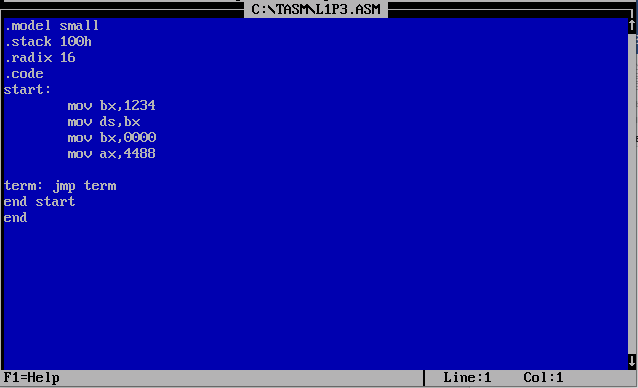 C:\TASM\L1P3.ASM
.model small
.stack 100h
.radix 16
.code
start:
mov bx,1234
mov ds,bx
mov bx,0000
mov ax,4488
term: jmp term
end start
end
F1=Help Line:1 Col:1